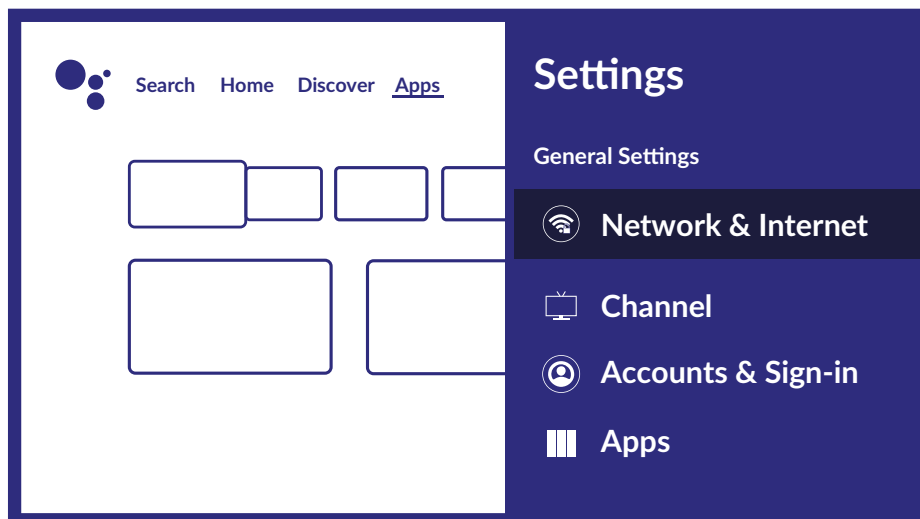 Search Home Discover Apps
Settings
General Settings
Network & Internet
Channel
Accounts & Sign-in
Apps